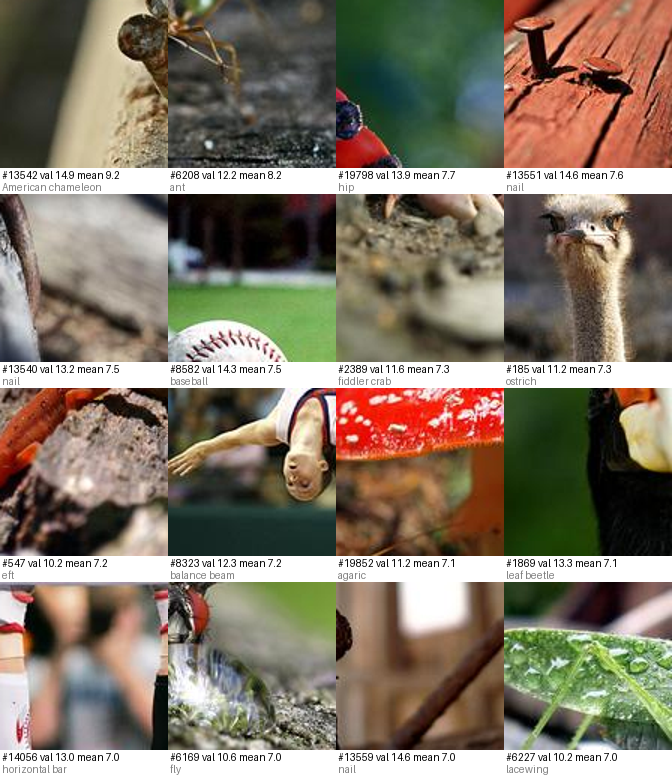 #13542 val 14.9 mean 9.2
American chameleon
#6208 val 12.2 mean 8.2
ant
#19798 val 13.9 mean 7.7
hip
#13551 val 14.6 mean 7.6
nail
#13540 val 13.2 mean 7.5
nail
#8582 val 14.3 mean 7.5
baseball
#2389 val 11.6 mean 7.3
fiddler crab
#185 val 11.2 mean 7.3
ostrich
#547 val 10.2 mean 7.2
eft
#8323 val 12.3 mean 7.2
balance beam
#19852 val 11.2 mean 7.1
agaric
#1869 val 13.3 mean 7.1
leaf beetle
#14056 val 13.0 mean 7.0
horizontal bar
#6169 val 10.6 mean 7.0
fly
#13559 val 14.6 mean 7.0
nail
#6227 val 10.2 mean 7.0
lacewing